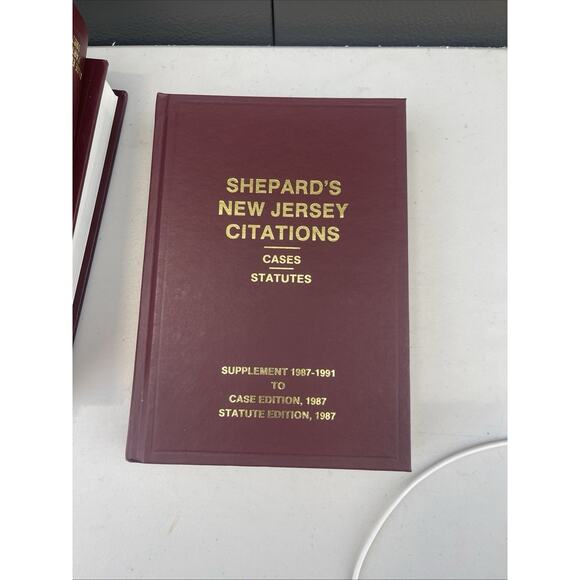 SHEPARD'S
NEW JERSEY
CITATIONS
CASES
STATUTES
SUPPLEMENT 1987-1991
TO
CASE EDITION, 1987
STATUTE EDITION, 1987